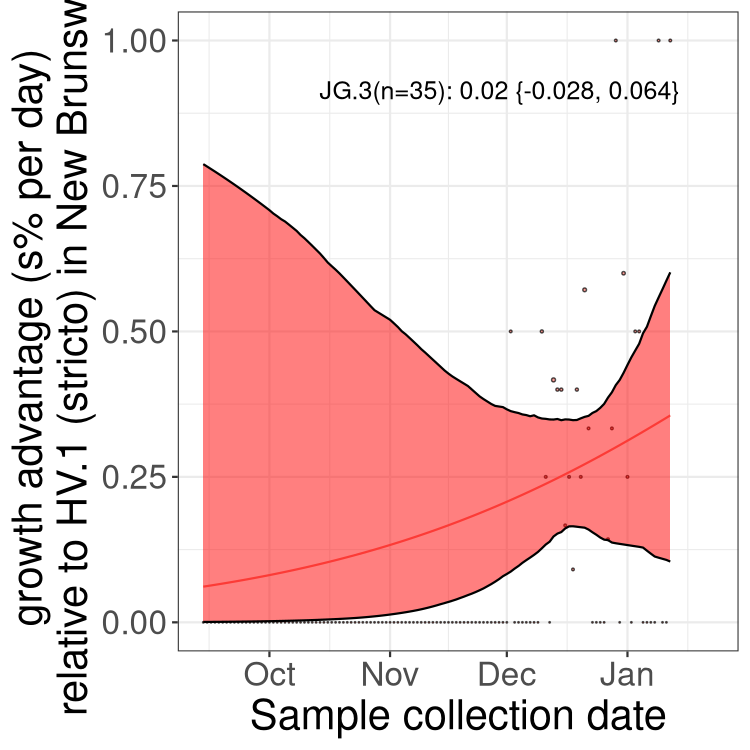 growth advantage (s% per day)
relative to HV.1 (stricto) in New Brunsw
1.00
0.75
0.50
0.25
0.00
JG.3(n=35): 0.02 {-0.028, 0.064}
Oct Nov Dec Jan
Sample collection date